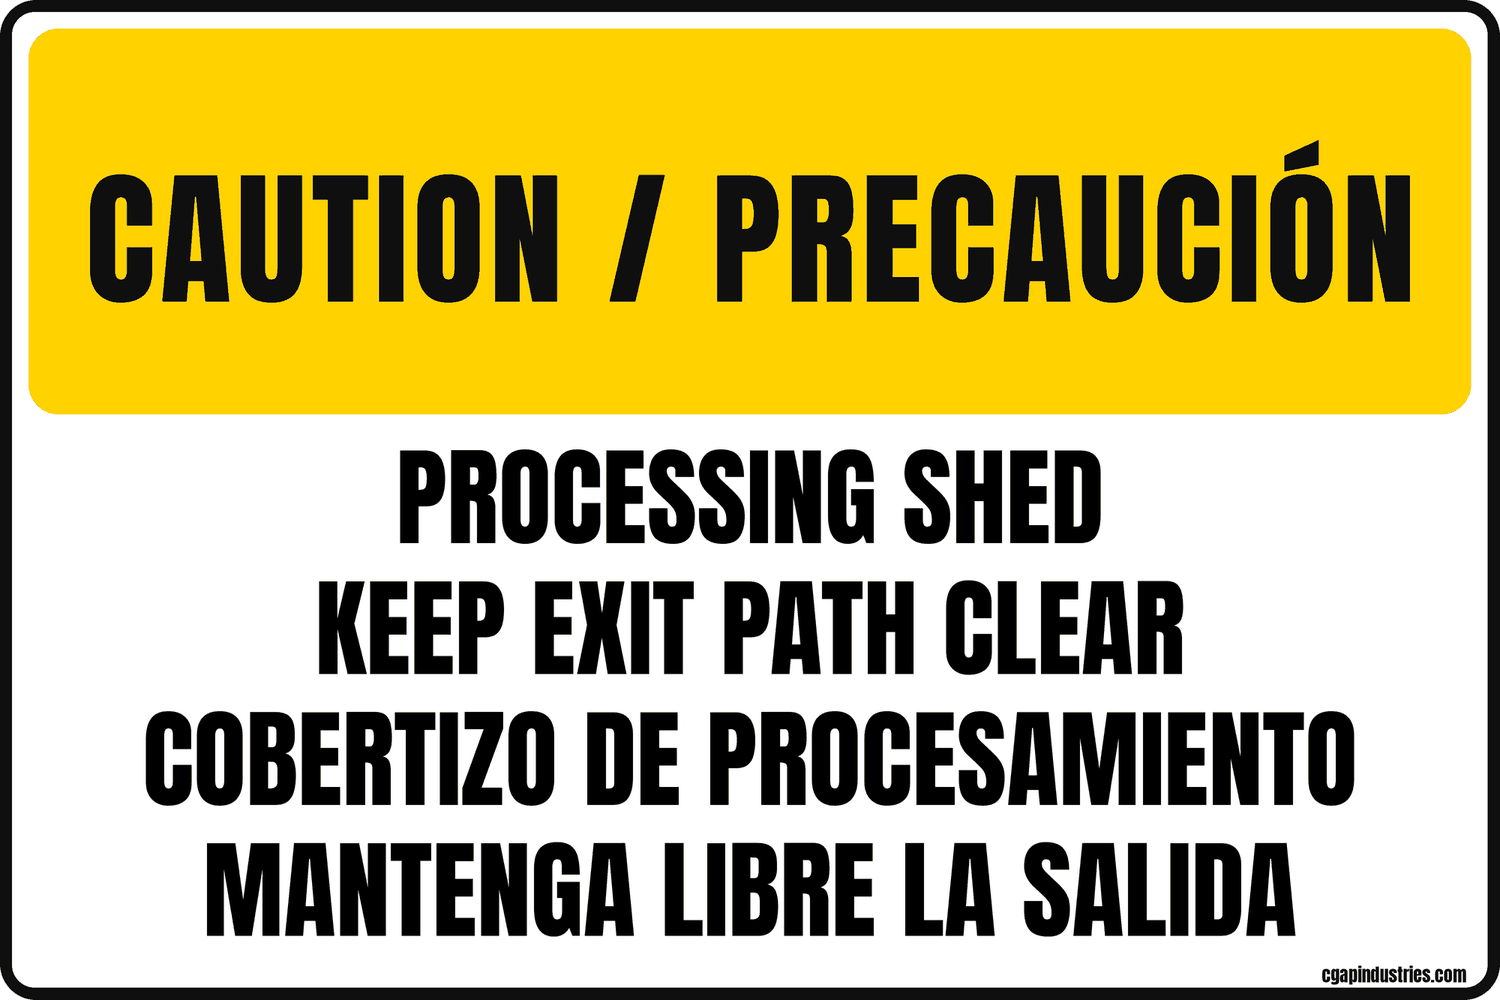 CAUTION / PRECAUCIÓN
PROCESSING SHED
KEEP EXIT PATH CLEAR
COBERTIZO DE PROCESAMIENTO
MANTENGA LIBRE LA SALIDA
cgapindustries.com